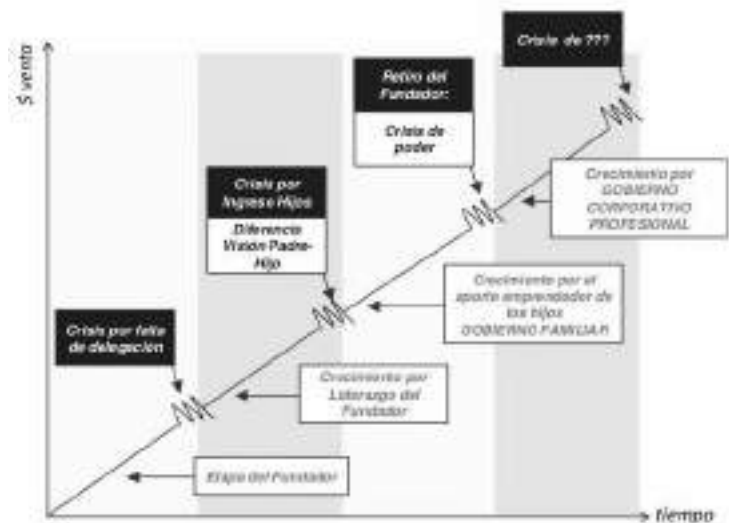 $ venta
Crisis de ???
Retiro del
Fundador:
Crisis de
poder
Crecimiento por
GOBIERNO
CORPORATIVO
PROFESIONAL
Crisis por
Ingreso Hijos
Diferencia
Visión Padre-
Hijo
Crecimiento por el
aporte emprendedor de
los hijos
GOBIERNO FAMILIAR
Crisis por falta
de delegación
Crecimiento por
Liderazgo del
Fundador
Etapa del Fundador
tiempo